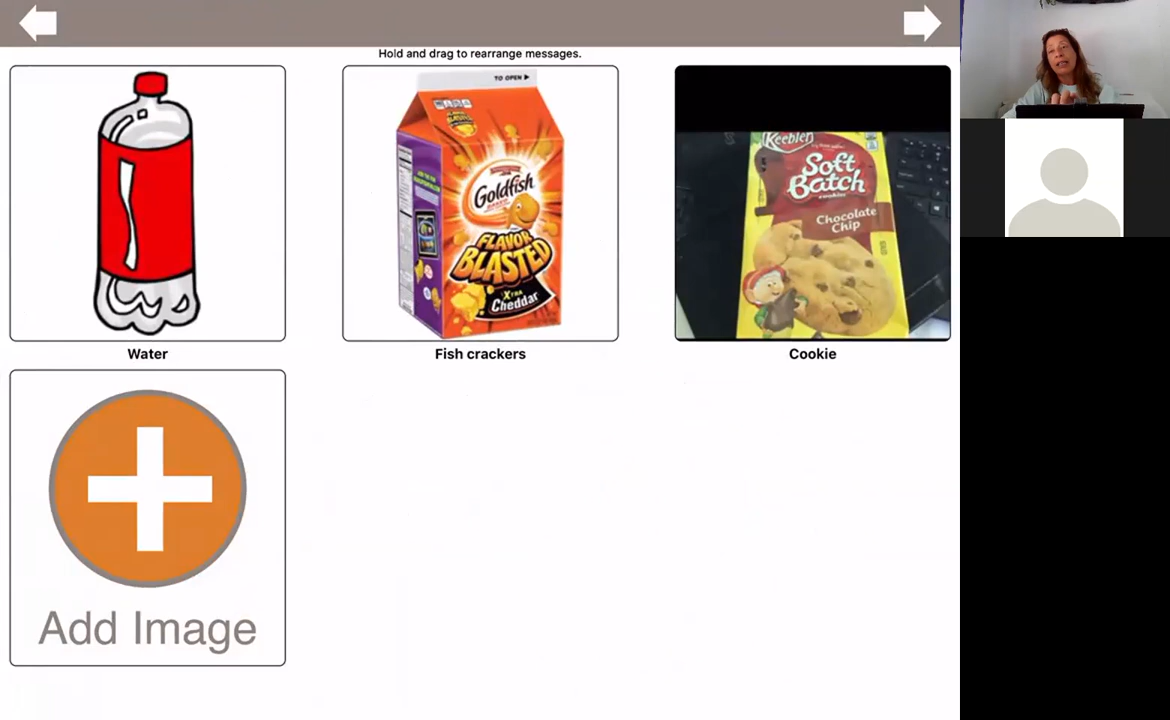 Hold and drag to rearrange messages.
TO OPEN
Goldfish
FLAVOR
BLASTED
XTRA
Cheddar
Keebler
Soft
Batch
Chocolate
Chip
Water
Fish crackers
Cookie
Add Image